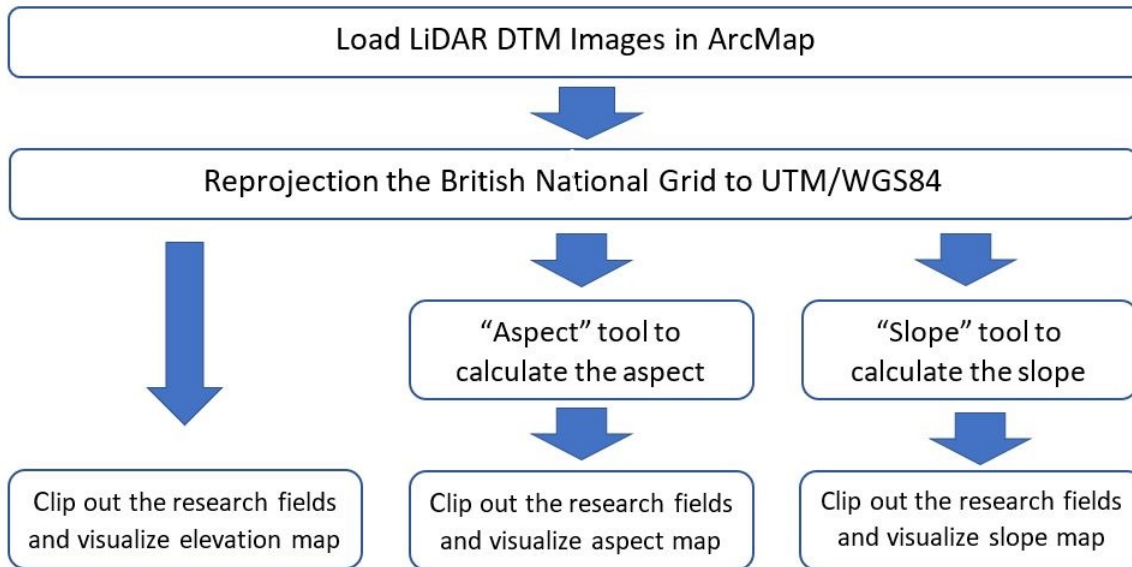 Load LiDAR DTM Images in ArcMap
Reprojection the British National Grid to UTM/WGS84
“Aspect” tool to
calculate the aspect
“Slope” tool to
calculate the slope
Clip out the research fields
and visualize elevation map
Clip out the research fields
and visualize aspect map
Clip out the research fields
and visualize slope map